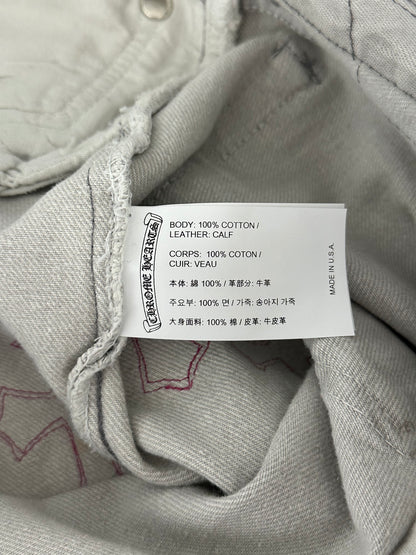 CHROME HEARTS
BODY: 100% COTTON /
LEATHER: CALF
CORPS: 100% COTON /
CUIR: VEAU
本体: 綿 100% / 革部分: 牛革
주요부: 100% 면 / 가죽: 송아지 가죽
大身面料: 100% 棉 / 皮革: 牛皮革
MADE IN U.S.A.